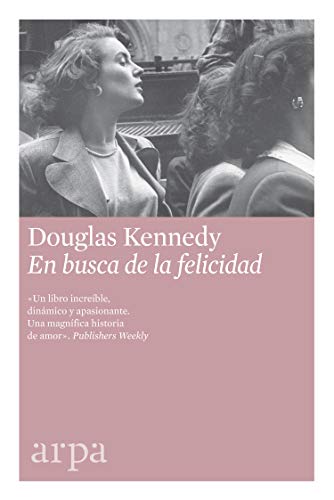 Douglas Kennedy
En busca de la felicidad
«Un libro increíble,
dinámico y apasionante.
Una magnífica historia
de amor». Publishers Weekly
arpa